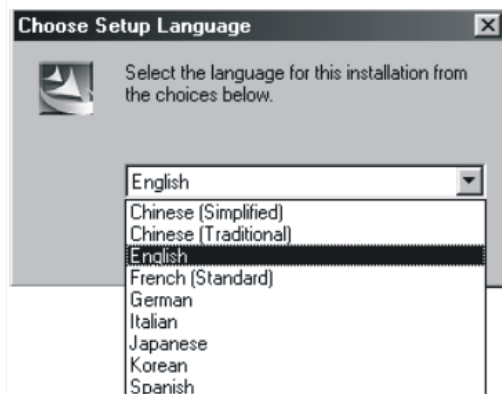 Choose Setup Language
Select the language for this installation from
the choices below.
English
Chinese (Simplified)
Chinese (Traditional)
English
French (Standard)
German
Italian
Japanese
Korean
Spanish